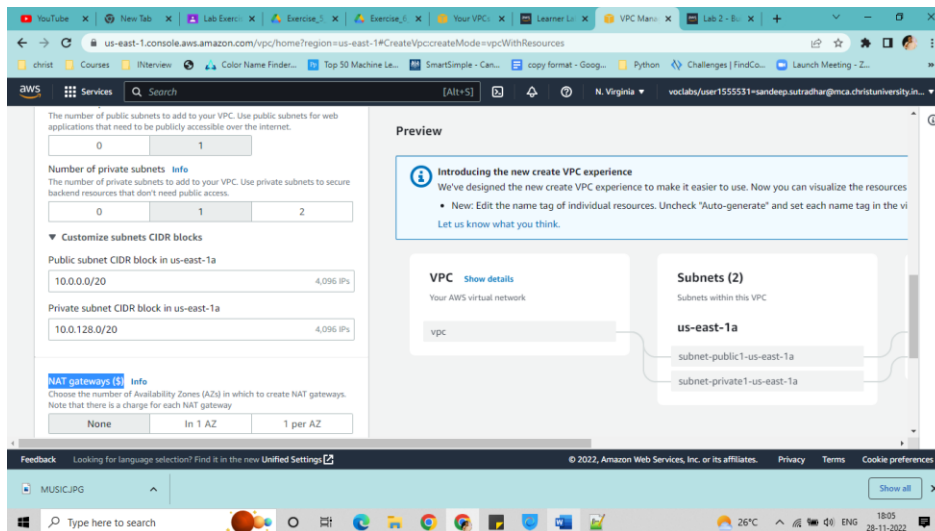 YouTube
New Tab
Lab Exerci
Exercise_5
Exercise_6
Your VPCs
Learner La
VPC Mana
Lab 2 - Bu
us-east-1.console.aws.amazon.com/vpc/home?region=us-east-1#CreateVpc:createMode=vpcWithResources
christ
Courses
INterview
Color Name Finder...
Top 50 Machine Le...
SmartSimple - Can...
copy format - Goog...
Python
Challenges | FindCo...
Launch Meeting - Z...
aws
Services
Search
[Alt+S]
N. Virginia
voclabs/user1555531=sandeep.sutradhar@mca.christuniversity.in...
The number of public subnets to add to your VPC. Use public subnets for web
applications that need to be publicly accessible over the internet.
0 1
Number of private subnets Info
The number of private subnets to add to your VPC. Use private subnets to secure
backend resources that don't need public access.
0 1 2
Customize subnets CIDR blocks
Public subnet CIDR block in us-east-1a
10.0.0.0/20 4,096 IPs
Private subnet CIDR block in us-east-1a
10.0.128.0/20 4,096 IPs
NAT gateways ($) Info
Choose the number of Availability Zones (AZs) in which to create NAT gateways.
Note that there is a charge for each NAT gateway
None In 1 AZ 1 per AZ
Preview
Introducing the new create VPC experience
We've designed the new create VPC experience to make it easier to use. Now you can visualize the resources
• New: Edit the name tag of individual resources. Uncheck "Auto-generate" and set each name tag in the vi
Let us know what you think.
VPC Show details
Your AWS virtual network
vpc
Subnets (2)
Subnets within this VPC
us-east-1a
subnet-public1-us-east-1a
subnet-private1-us-east-1a
Feedback
Looking for language selection? Find it in the new Unified Settings
© 2022, Amazon Web Services, Inc. or its affiliates.
Privacy
Terms
Cookie preferences
MUSIC.JPG
Show all
Type here to search
26°C
ENG
18:05
28-11-2022